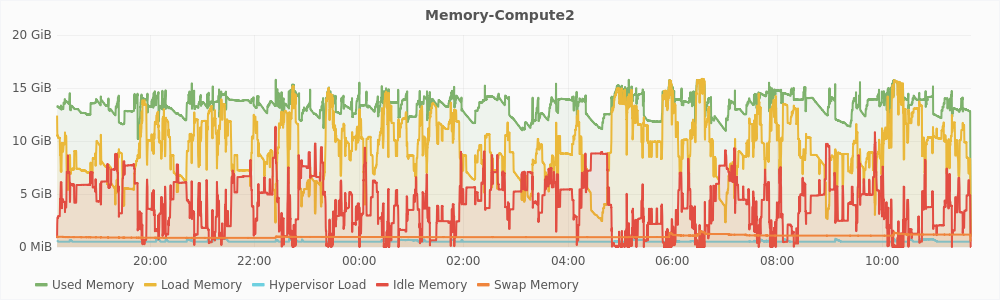 Memory-Compute2
20 GiB
15 GiB
10 GiB
5 GiB
0 MiB
20:00 22:00 00:00 02:00 04:00 06:00 08:00 10:00
Used Memory Load Memory Hypervisor Load Idle Memory Swap Memory